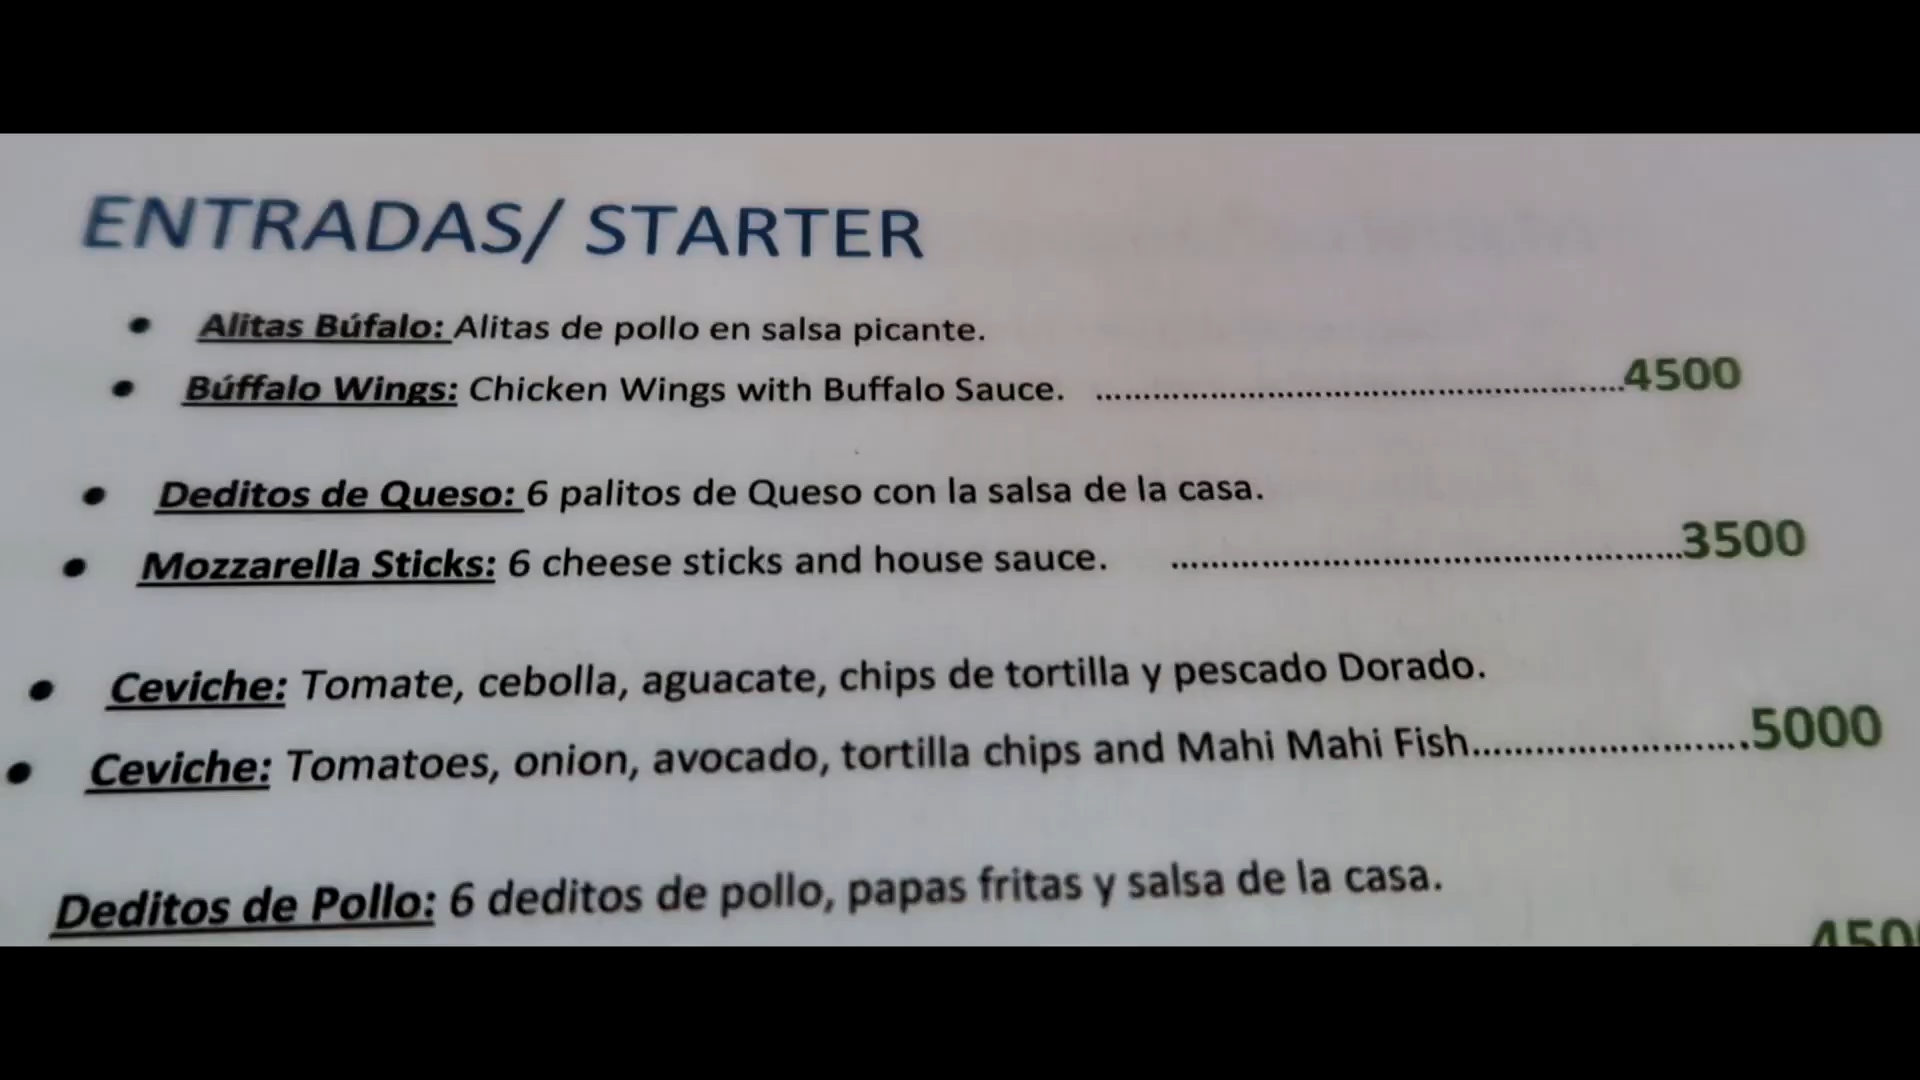 ENTRADAS/ STARTER
• Alitas Búfalo: Alitas de pollo en salsa picante.
• Búffalo Wings: Chicken Wings with Buffalo Sauce. ..........................................................4500
• Deditos de Queso: 6 palitos de Queso con la salsa de la casa.
• Mozzarella Sticks: 6 cheese sticks and house sauce. ......................................................3500
• Ceviche: Tomate, cebolla, aguacate, chips de tortilla y pescado Dorado.
• Ceviche: Tomatoes, onion, avocado, tortilla chips and Mahi Mahi Fish..........................5000
Deditos de Pollo: 6 deditos de pollo, papas fritas y salsa de la casa.